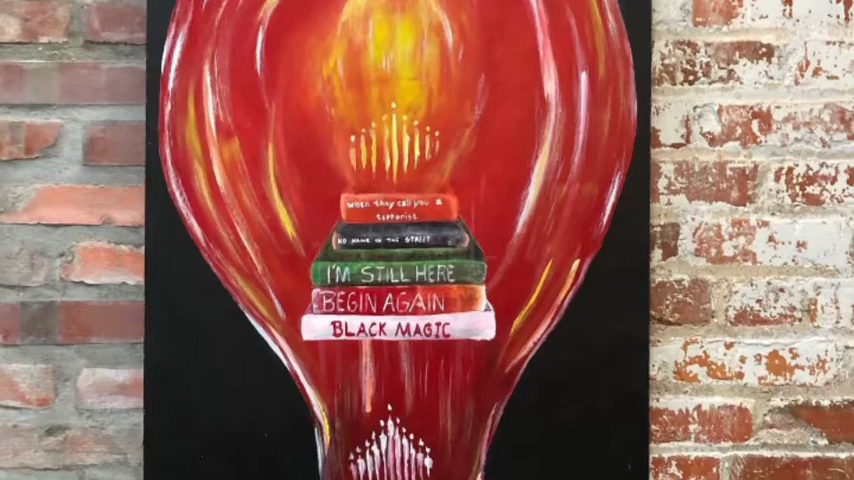 when they call you a
terrorist
NO NAME IN THE STREET
I'M STILL HERE
BEGIN AGAIN
BLACK MAGIC